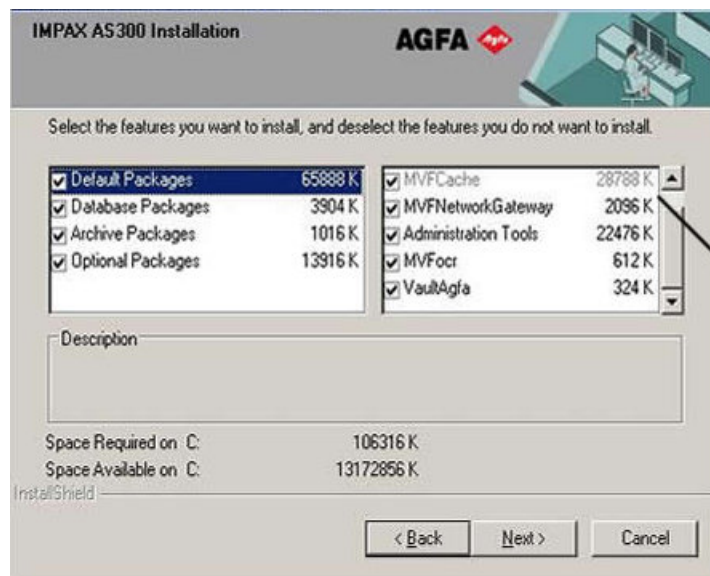 IMPAX AS300 Installation
AGFA
Select the features you want to install, and deselect the features you do not want to install.
Default Packages 65888 K
Database Packages 3904 K
Archive Packages 1016 K
Optional Packages 13916 K
MVFCache 28788 K
MVFNetworkGateway 2096 K
Administration Tools 22476 K
MVFocr 612 K
VaultAgfa 324 K
Description
Space Required on C: 106316 K
Space Available on C: 13172856 K
InstallShield
< Back Next > Cancel